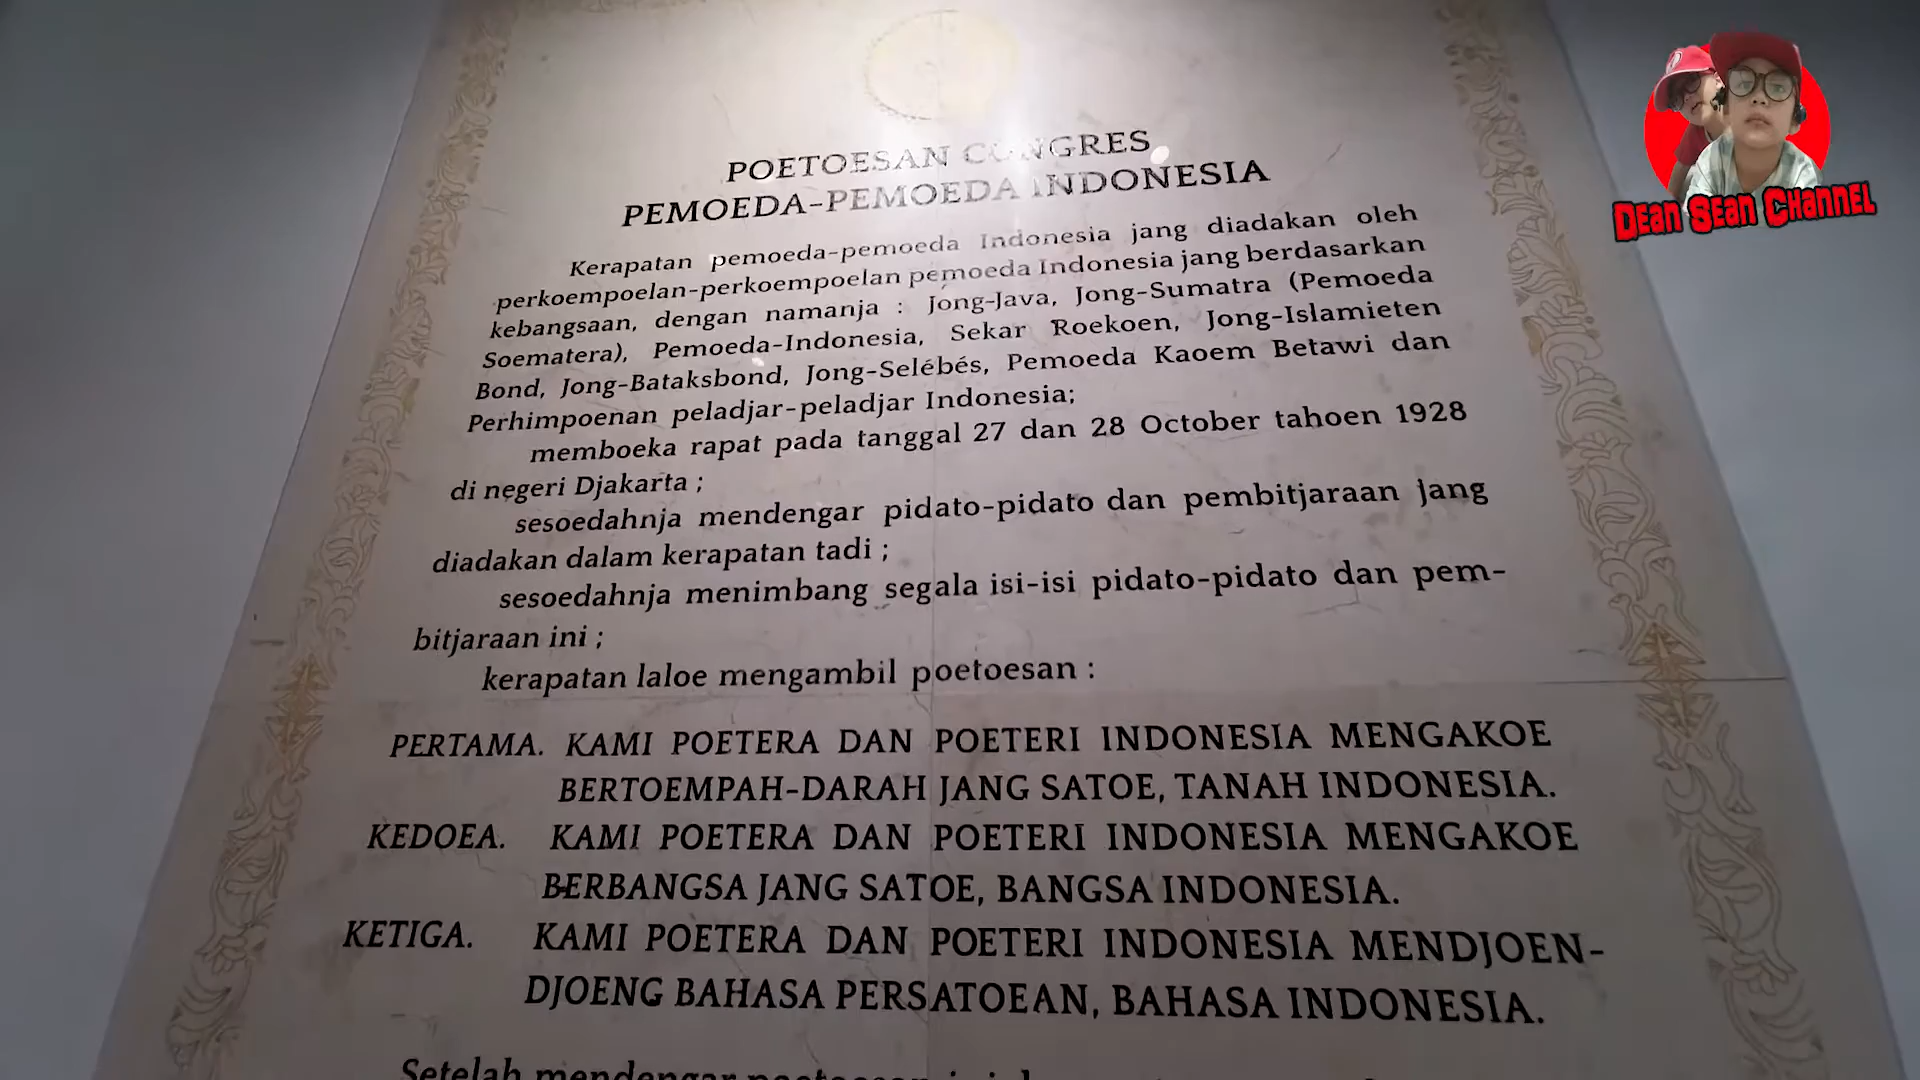 POETOESAN CONGRES
PEMOEDA-PEMOEDA INDONESIA
Kerapatan pemoeda-pemoeda Indonesia jang diadakan oleh
perkoempoelan-perkoempoelan pemoeda Indonesia jang berdasarkan
kebangsaan, dengan namanja : Jong-Java, Jong-Sumatra (Pemoeda
Soematera), Pemoeda-Indonesia, Sekar Roekoen, Jong-Islamieten
Bond, Jong-Bataksbond, Jong-Selébés, Pemoeda Kaoem Betawi dan
Perhimpoenan peladjar-peladjar Indonesia;
memboeka rapat pada tanggal 27 dan 28 October tahoen 1928
di negeri Djakarta ;
sesoedahnja mendengar pidato-pidato dan pembitjaraan jang
diadakan dalam kerapatan tadi ;
sesoedahnja menimbang segala isi-isi pidato-pidato dan pem-
bitjaraan ini ;
kerapatan laloe mengambil poetoesan :
PERTAMA. KAMI POETERA DAN POETERI INDONESIA MENGAKOE
BERTOEMPAH-DARAH JANG SATOE, TANAH INDONESIA.
KEDOEA. KAMI POETERA DAN POETERI INDONESIA MENGAKOE
BERBANGSA JANG SATOE, BANGSA INDONESIA.
KETIGA. KAMI POETERA DAN POETERI INDONESIA MENDJOEN-
DJOENG BAHASA PERSATOEAN, BAHASA INDONESIA.
Setelah mendengar poetoesan ini
DEAN SEAN CHANNEL